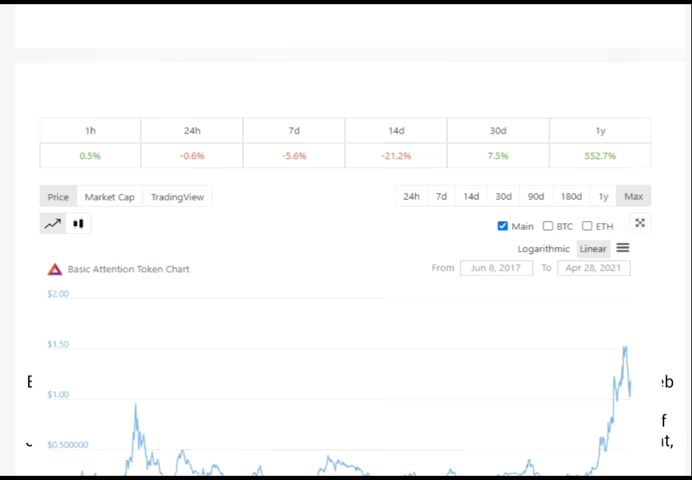 1h 24h 7d 14d 30d 1y
0.5% -0.6% -5.6% -21.2% 7.5% 552.7%
Price Market Cap TradingView 24h 7d 14d 30d 90d 180d 1y Max
Main BTC ETH
Logarithmic Linear
Basic Attention Token Chart From Jun 8, 2017 To Apr 28, 2021
$2.00
$1.50
$1.00
eb
f
$0.500000